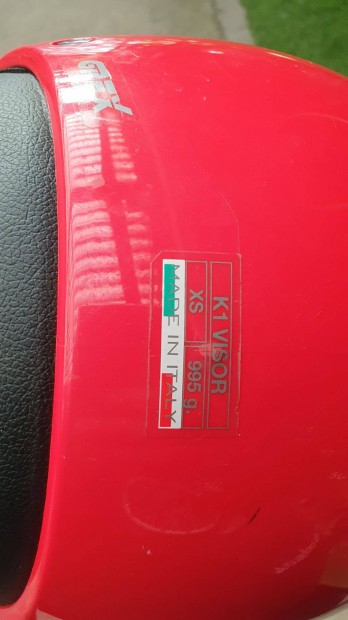 K1 VISOR
XS 995 g.
MADE IN ITALY